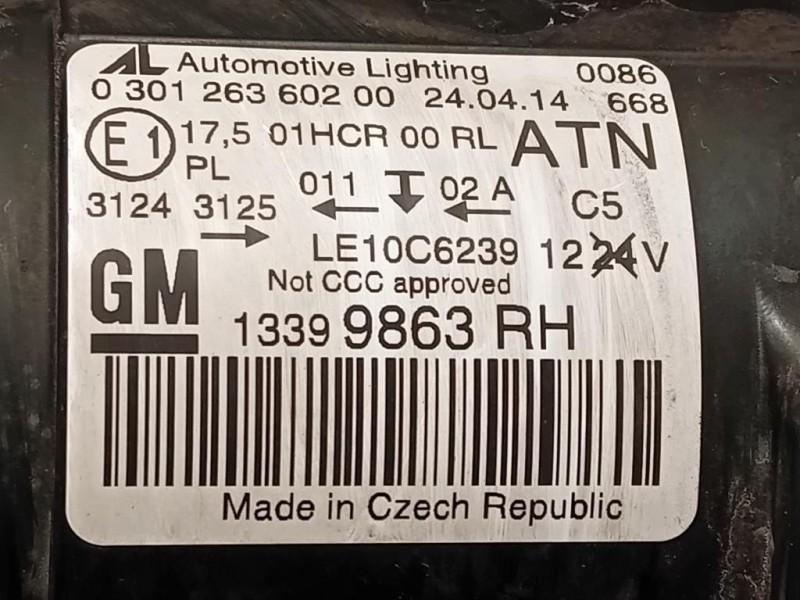 AL Automotive Lighting 0086
0 301 263 602 00 24.04.14 668
E1 17,5 01HCR 00 RL ATN
PL 011 02 A
3124 3125 C5
LE10C6239 12 24 V
GM Not CCC approved
1339 9863 RH
Made in Czech Republic